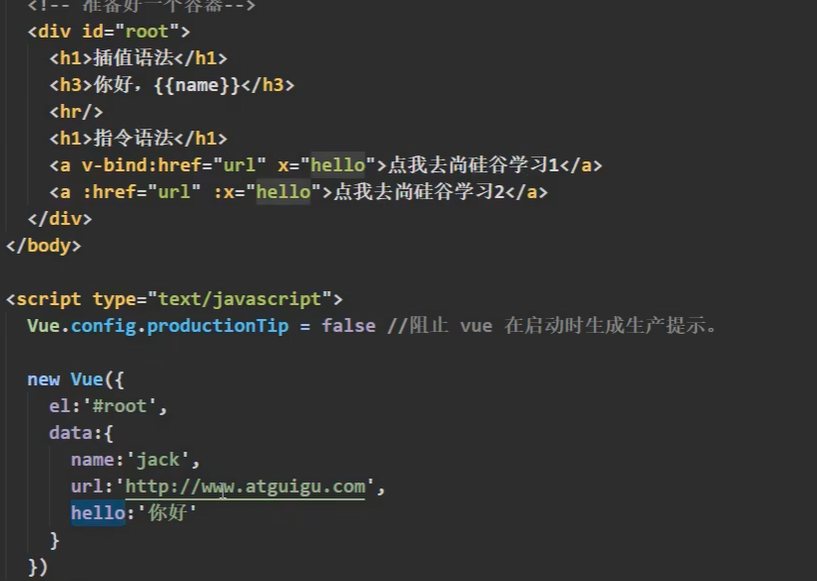 <!-- 准备好一个容器-->
<div id="root">
<h1>插值语法</h1>
<h3>你好，{{name}}</h3>
<hr/>
<h1>指令语法</h1>
<a v-bind:href="url" x="hello">点我去尚硅谷学习1</a>
<a :href="url" :x="hello">点我去尚硅谷学习2</a>
</div>
</body>
<script type="text/javascript">
Vue.config.productionTip = false //阻止 vue 在启动时生成生产提示。
new Vue({
el:'#root',
data:{
name:'jack',
url:'http://www.atguigu.com',
hello:'你好'
}
})